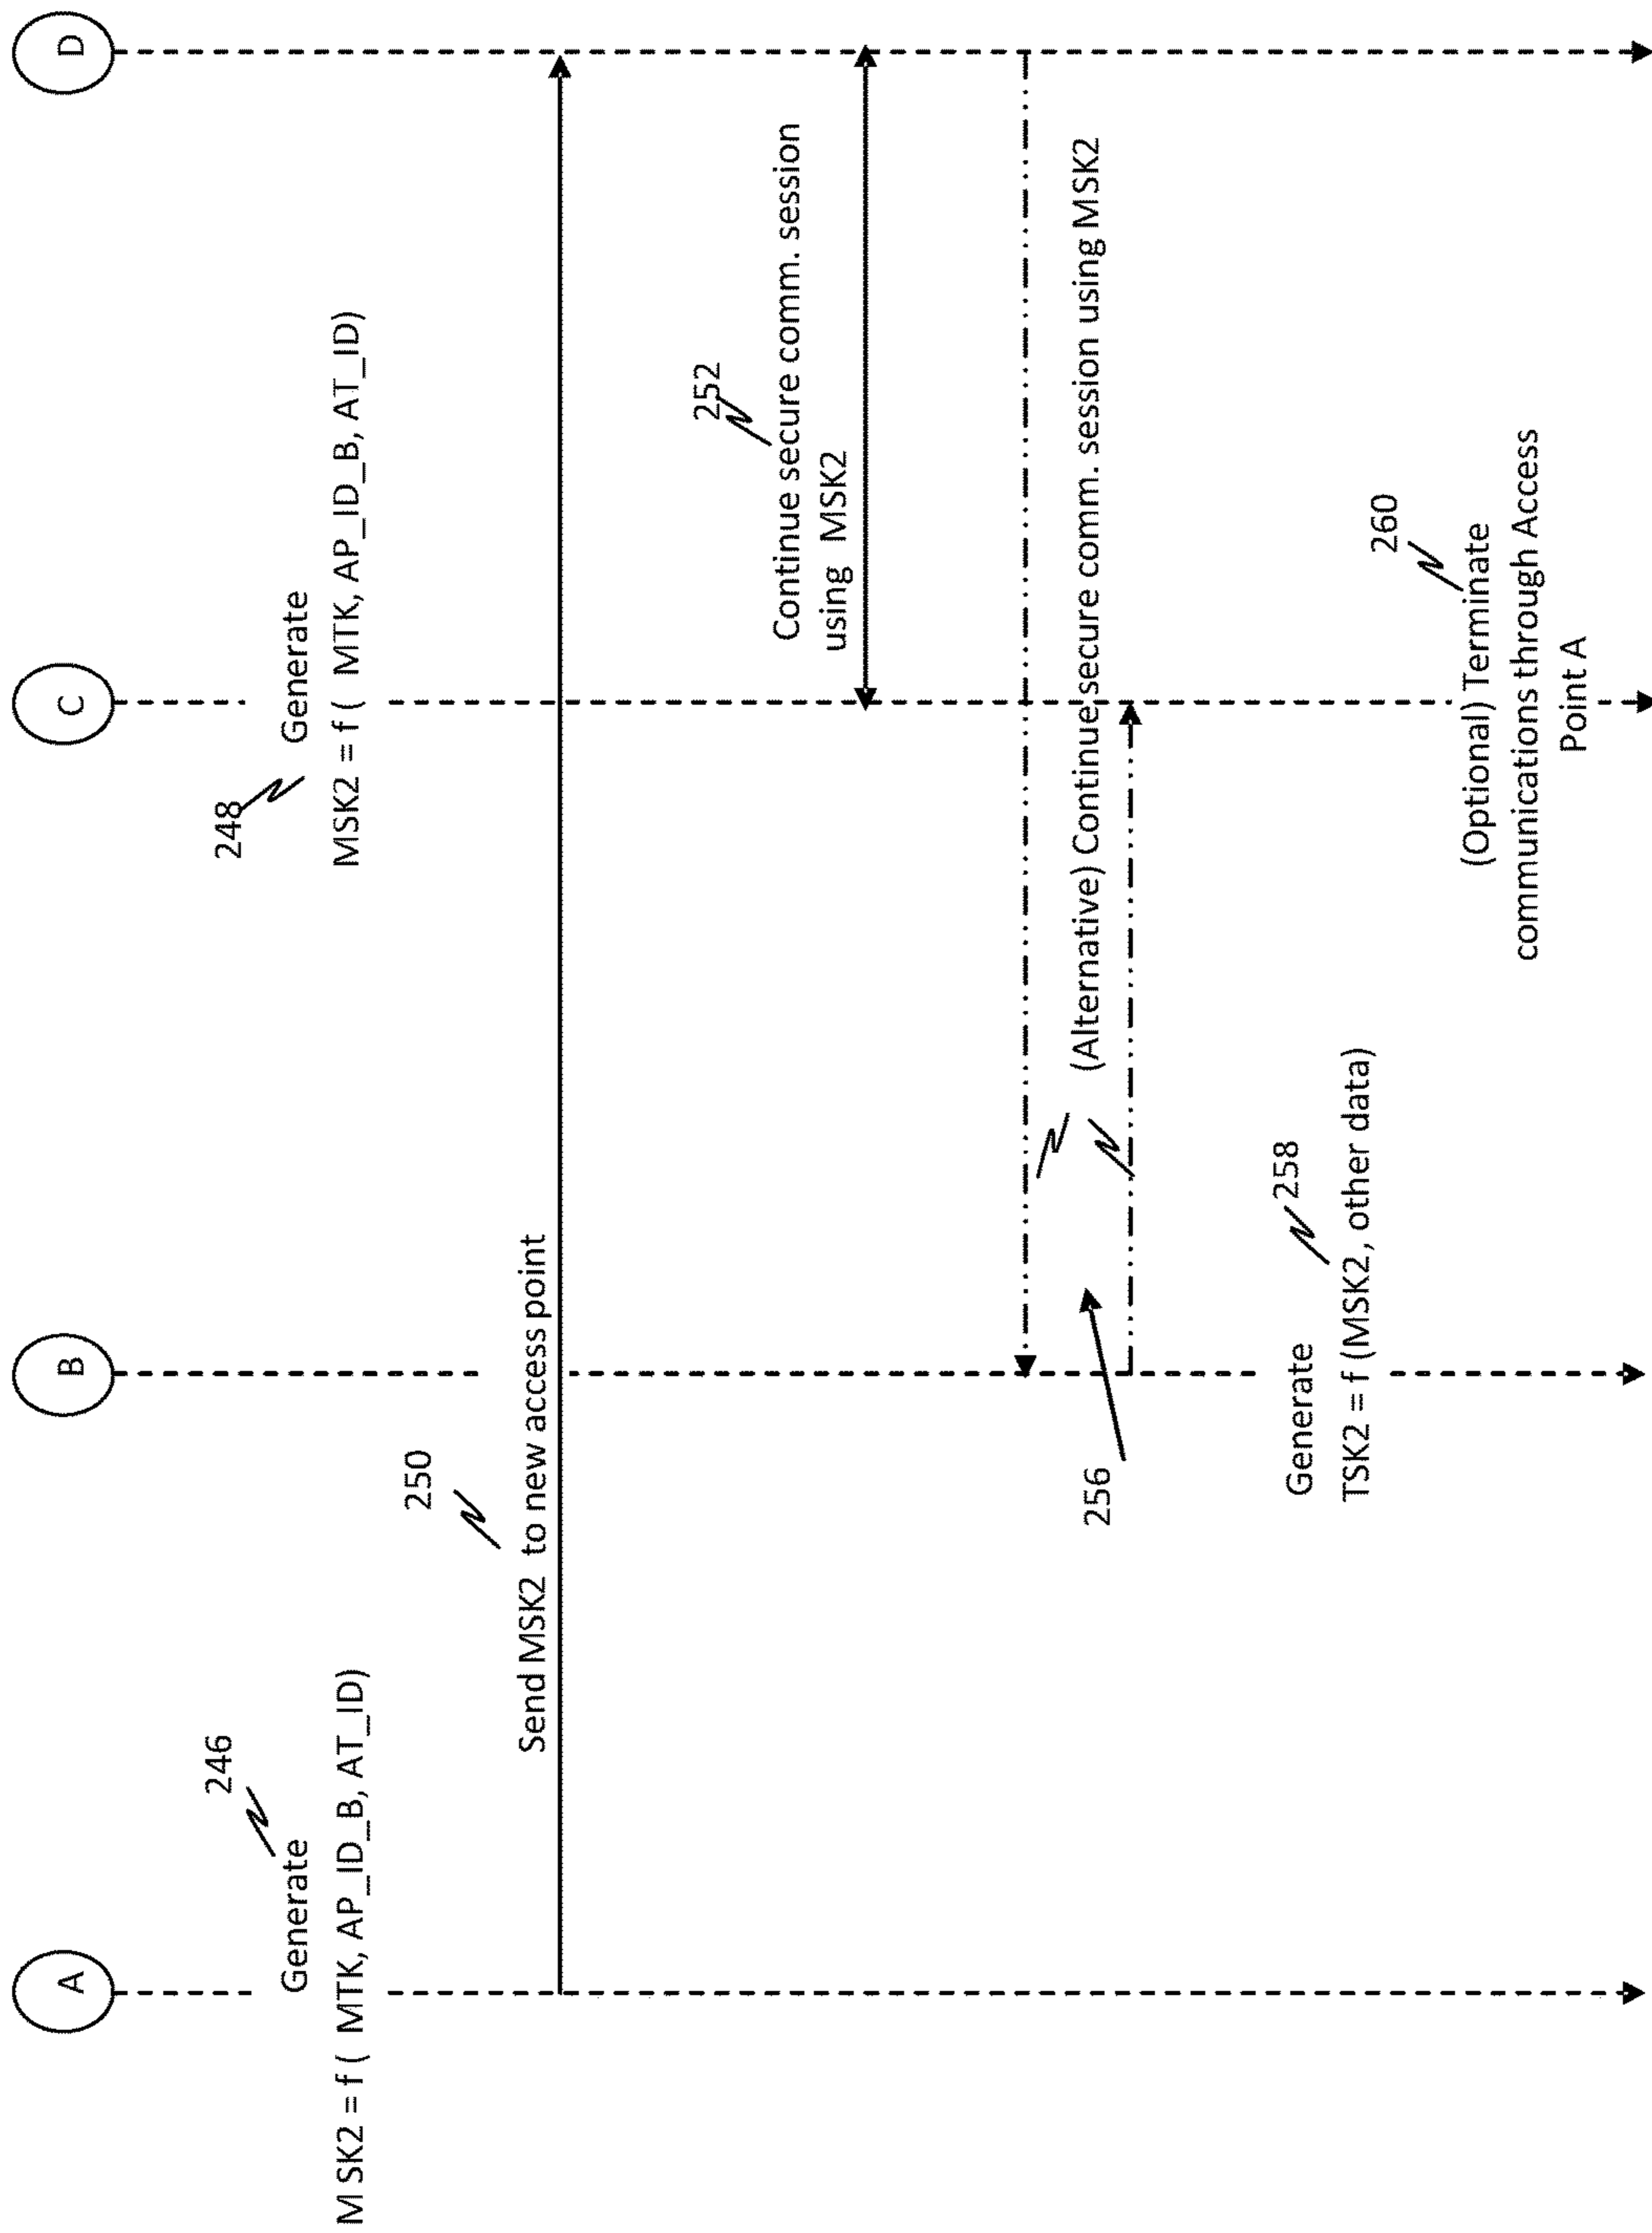 A
B
C
D
246
Generate
MSK2 = f ( MTK, AP_ID_B, AT_ID)
248
Generate
MSK2 = f ( MTK, AP_ID_B, AT_ID)
250
Send MSK2 to new access point
252
Continue secure comm. session
using MSK2
256
(Alternative) Continue secure comm. session using MSK2
258
Generate
TSK2 = f (MSK2, other data)
260
(Optional) Terminate
communications through Access
Point A